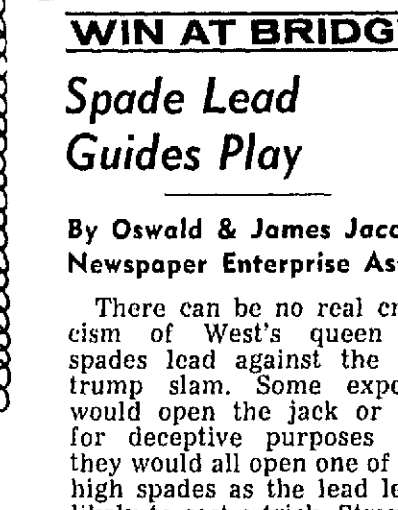 WIN AT BRIDG
Spade Lead
Guides Play
By Oswald & James Jacc
Newspaper Enterprise As
There can be no real cr
cism of West's queen
spades lead against the
trump slam. Some expe
would open the jack or
for deceptive purposes
they would all open one of
high spades as the lead le